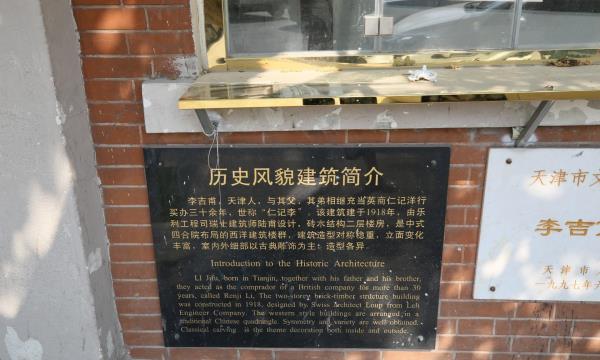 历史风貌建筑简介
李吉甫，天津人，与其父，其弟相继充当英商仁记洋行
买办三十余年，世称“仁记李”。该建筑建于1918年，由乐
利工程司瑞士建筑师陆甫设计，砖木结构二层楼房，是中式
四合院布局的西洋建筑楼群，建筑造型对称稳重，立面变化
丰富，室内外细部以古典雕饰为主，造型各异。
Introduction to the Historic Architecture
LI Jifu, born in Tianjin, together with his father and his brother,
they acted as the comprador of a British company for more than 30
years, called Renji Li, The two-storey brick-timber structure building
was constructed in 1918, designed by Swiss Architect Loup from Left
Engineer Company. The western style buildings are arranged in a
traditional Chinese quadrangle. Symmetry and variety are well obtained.
Classical carving is the theme decoration both inside and outside.
天津市文
李吉
天津市
一九九七年六